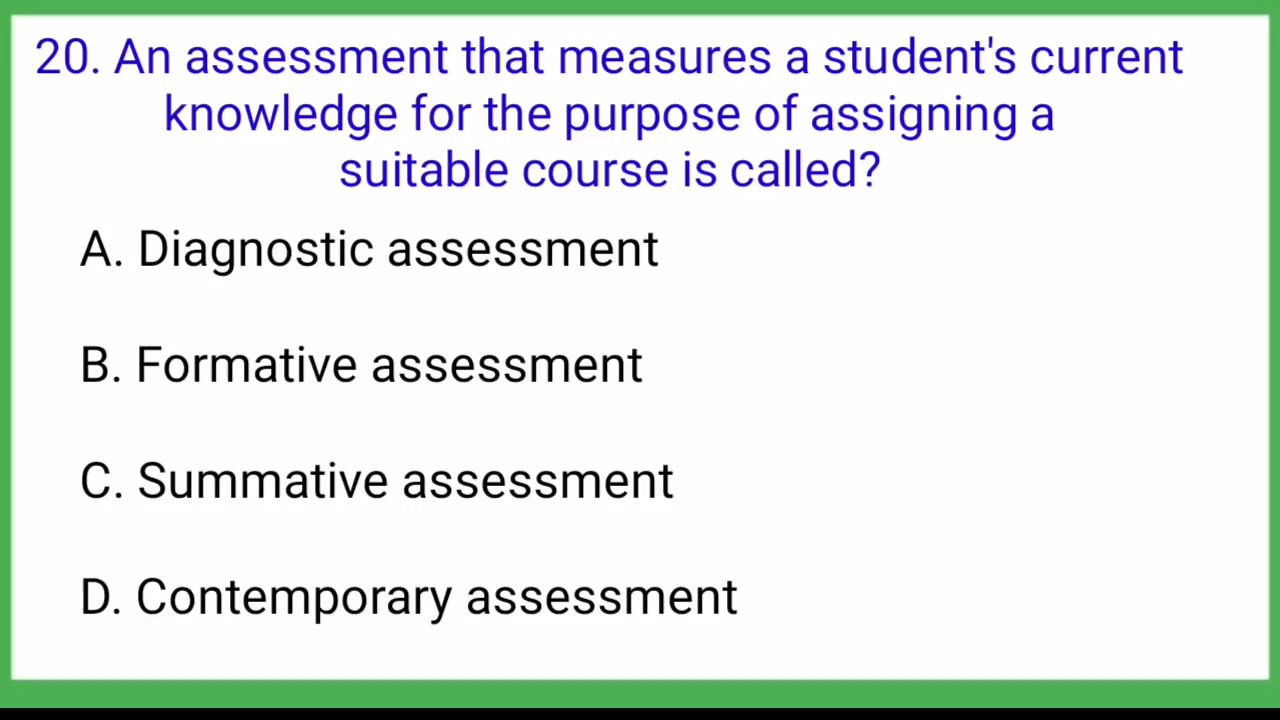 20. An assessment that measures a student's current
knowledge for the purpose of assigning a
suitable course is called?
A. Diagnostic assessment
B. Formative assessment
C. Summative assessment
D. Contemporary assessment